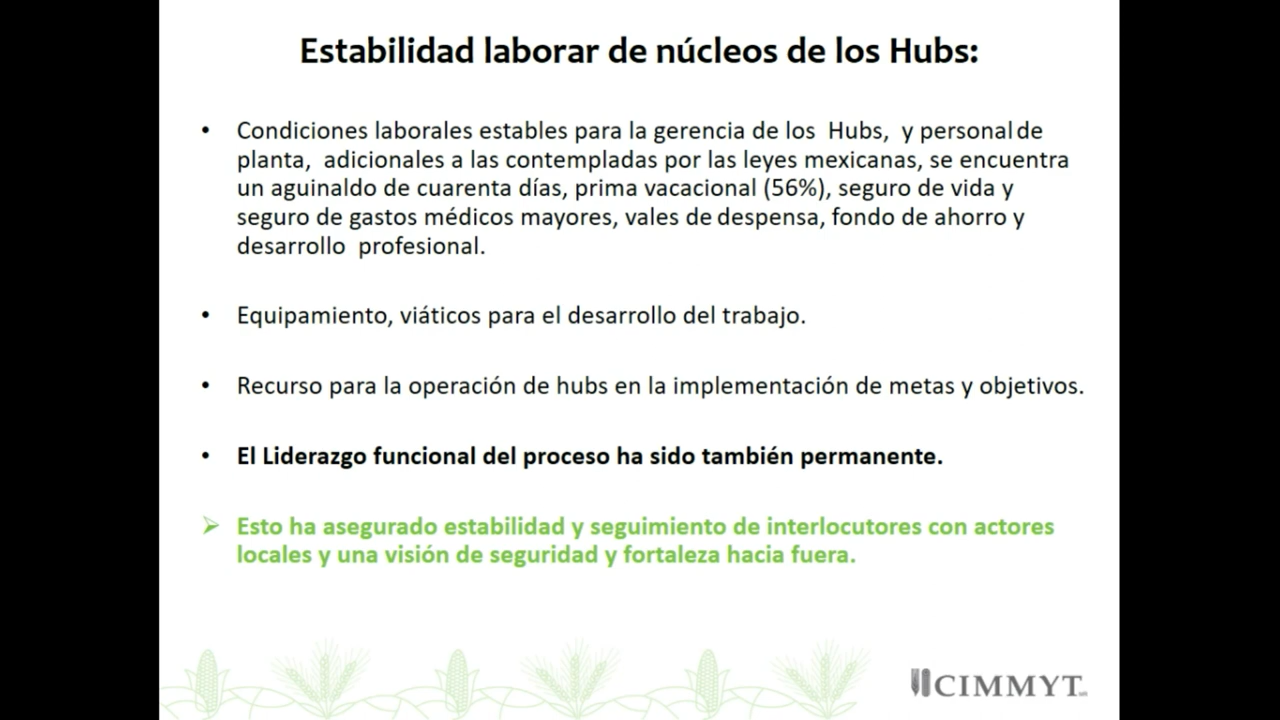 Estabilidad laborar de núcleos de los Hubs:
• Condiciones laborales estables para la gerencia de los Hubs, y personal de
planta, adicionales a las contempladas por las leyes mexicanas, se encuentra
un aguinaldo de cuarenta días, prima vacacional (56%), seguro de vida y
seguro de gastos médicos mayores, vales de despensa, fondo de ahorro y
desarrollo profesional.
• Equipamiento, viáticos para el desarrollo del trabajo.
• Recurso para la operación de hubs en la implementación de metas y objetivos.
• El Liderazgo funcional del proceso ha sido también permanente.
➢ Esto ha asegurado estabilidad y seguimiento de interlocutores con actores
locales y una visión de seguridad y fortaleza hacia fuera.
CIMMYT